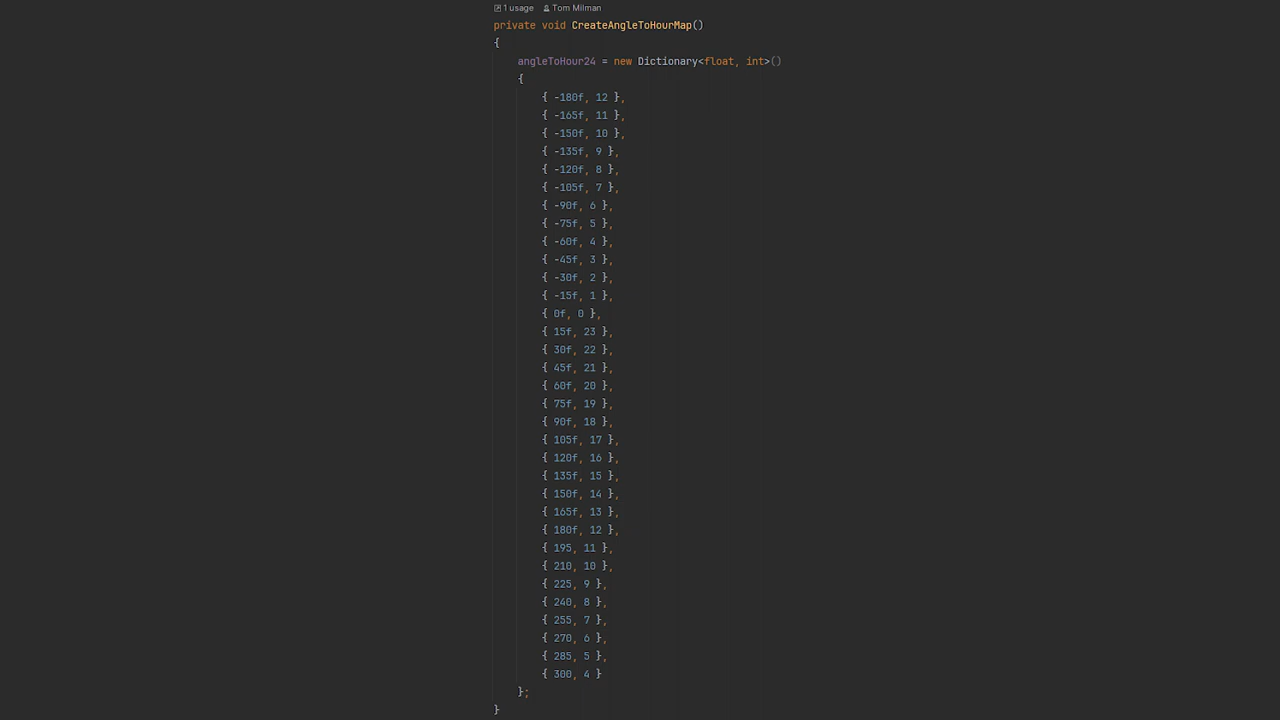 1 usage Tom Milman
private void CreateAngleToHourMap()
{
angleToHour24 = new Dictionary<float, int>()
{
{ -180f, 12 },
{ -165f, 11 },
{ -150f, 10 },
{ -135f, 9 },
{ -120f, 8 },
{ -105f, 7 },
{ -90f, 6 },
{ -75f, 5 },
{ -60f, 4 },
{ -45f, 3 },
{ -30f, 2 },
{ -15f, 1 },
{ 0f, 0 },
{ 15f, 23 },
{ 30f, 22 },
{ 45f, 21 },
{ 60f, 20 },
{ 75f, 19 },
{ 90f, 18 },
{ 105f, 17 },
{ 120f, 16 },
{ 135f, 15 },
{ 150f, 14 },
{ 165f, 13 },
{ 180f, 12 },
{ 195, 11 },
{ 210, 10 },
{ 225, 9 },
{ 240, 8 },
{ 255, 7 },
{ 270, 6 },
{ 285, 5 },
{ 300, 4 }
};
}